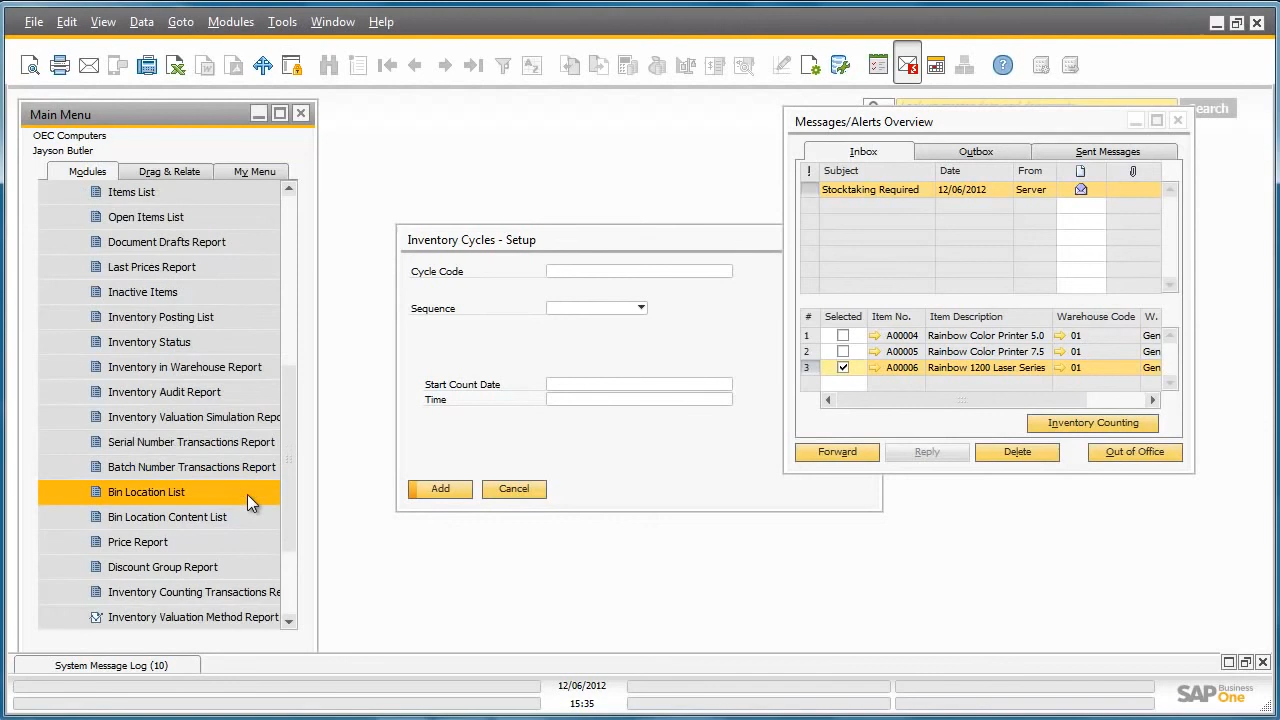 File Edit View Data Goto Modules Tools Window Help
Main Menu
OEC Computers
Jayson Butler
Modules Drag & Relate My Menu
Items List
Open Items List
Document Drafts Report
Last Prices Report
Inactive Items
Inventory Posting List
Inventory Status
Inventory in Warehouse Report
Inventory Audit Report
Inventory Valuation Simulation Repo
Serial Number Transactions Report
Batch Number Transactions Report
Bin Location List
Bin Location Content List
Price Report
Discount Group Report
Inventory Counting Transactions Re
Inventory Valuation Method Report
Inventory Cycles - Setup
Cycle Code
Sequence
Start Count Date
Time
Add Cancel
Search
Messages/Alerts Overview
Inbox Outbox Sent Messages
! Subject Date From
Stocktaking Required 12/06/2012 Server
# Selected Item No. Item Description Warehouse Code W.
1 A00004 Rainbow Color Printer 5.0 01 Gen
2 A00005 Rainbow Color Printer 7.5 01 Gen
3 A00006 Rainbow 1200 Laser Series 01 Gen
Inventory Counting
Forward Reply Delete Out of Office
System Message Log (10)
12/06/2012
15:35
SAP Business One